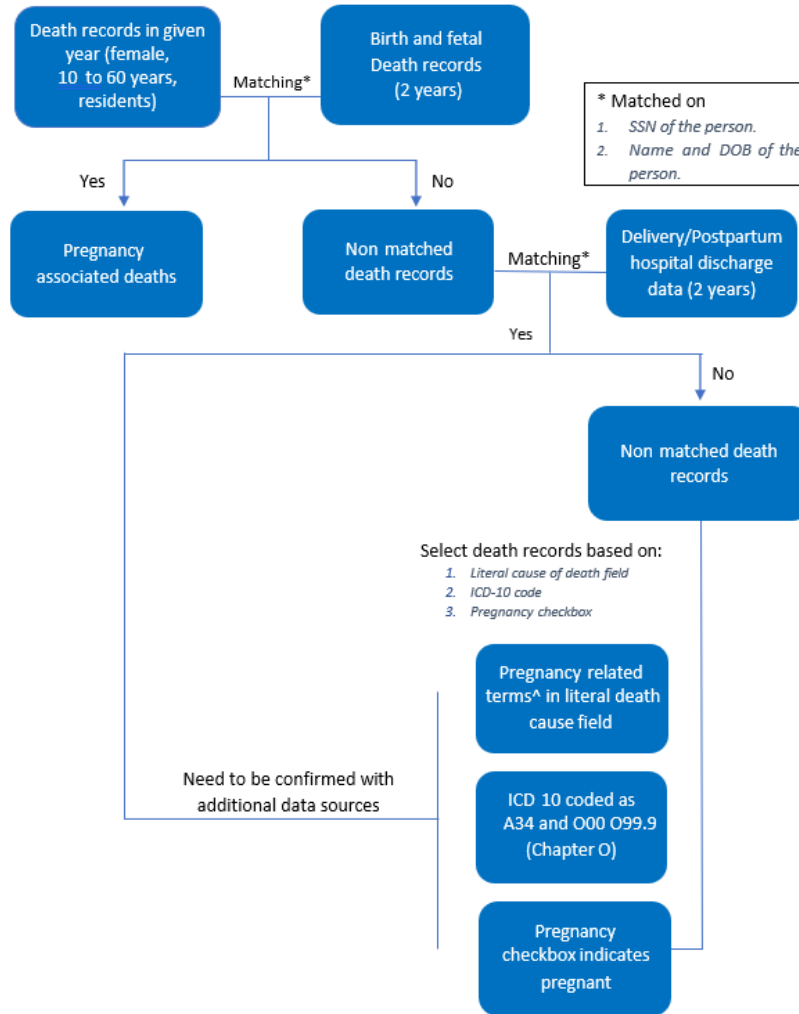 Death records in given
year (female,
10 to 60 years,
residents)
Matching*
Birth and fetal
Death records
(2 years)
* Matched on
1. SSN of the person.
2. Name and DOB of the
person.
Yes
No
Pregnancy
associated deaths
Non matched
death records
Matching*
Delivery/Postpartum
hospital discharge
data (2 years)
Yes
No
Non matched death
records
Select death records based on:
1. Literal cause of death field
2. ICD-10 code
3. Pregnancy checkbox
Pregnancy related
terms^ in literal death
cause field
Need to be confirmed with
additional data sources
ICD 10 coded as
A34 and O00 O99.9
(Chapter O)
Pregnancy
checkbox indicates
pregnant